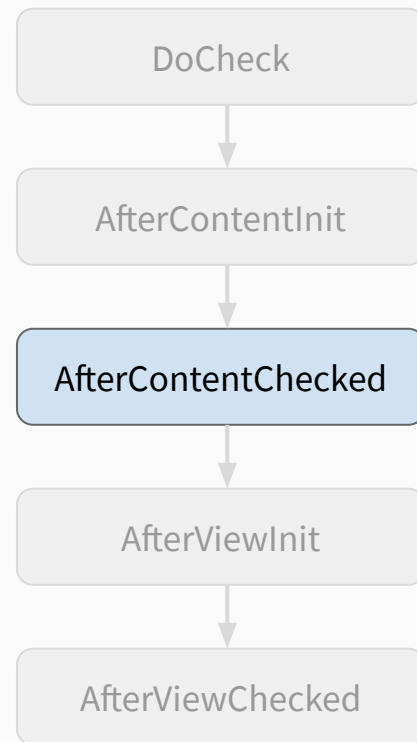 DoCheck
AfterContentInit
AfterContentChecked
AfterViewInit
AfterViewChecked